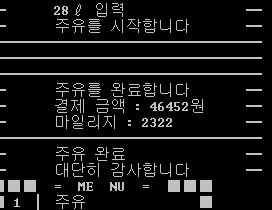 28ℓ 입력
주유를 시작합니다
주유를 완료합니다
결제 금액 : 46452원
마일리지 : 2322
주유 완료
대단히 감사합니다
= ME NU =
1 | 주유